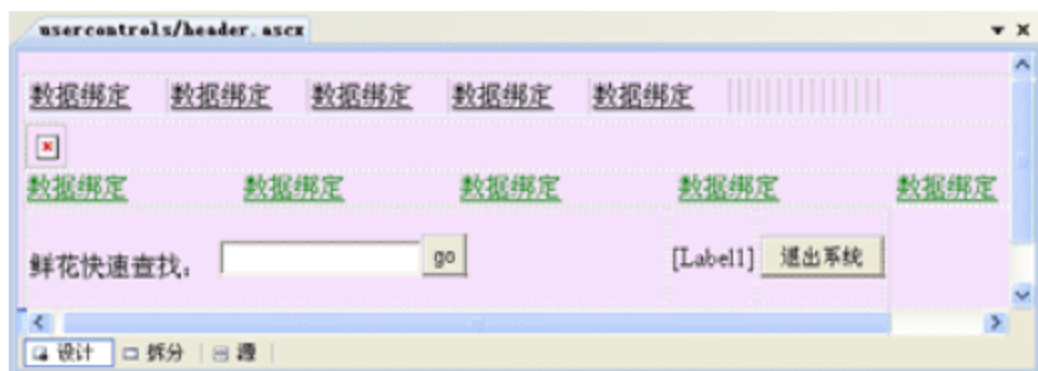 usercontrols/header.ascx
数据绑定 数据绑定 数据绑定 数据绑定 数据绑定
数据绑定 数据绑定 数据绑定 数据绑定 数据绑定
鲜花快速查找: go [Label1] 退出系统
设计 拆分 源